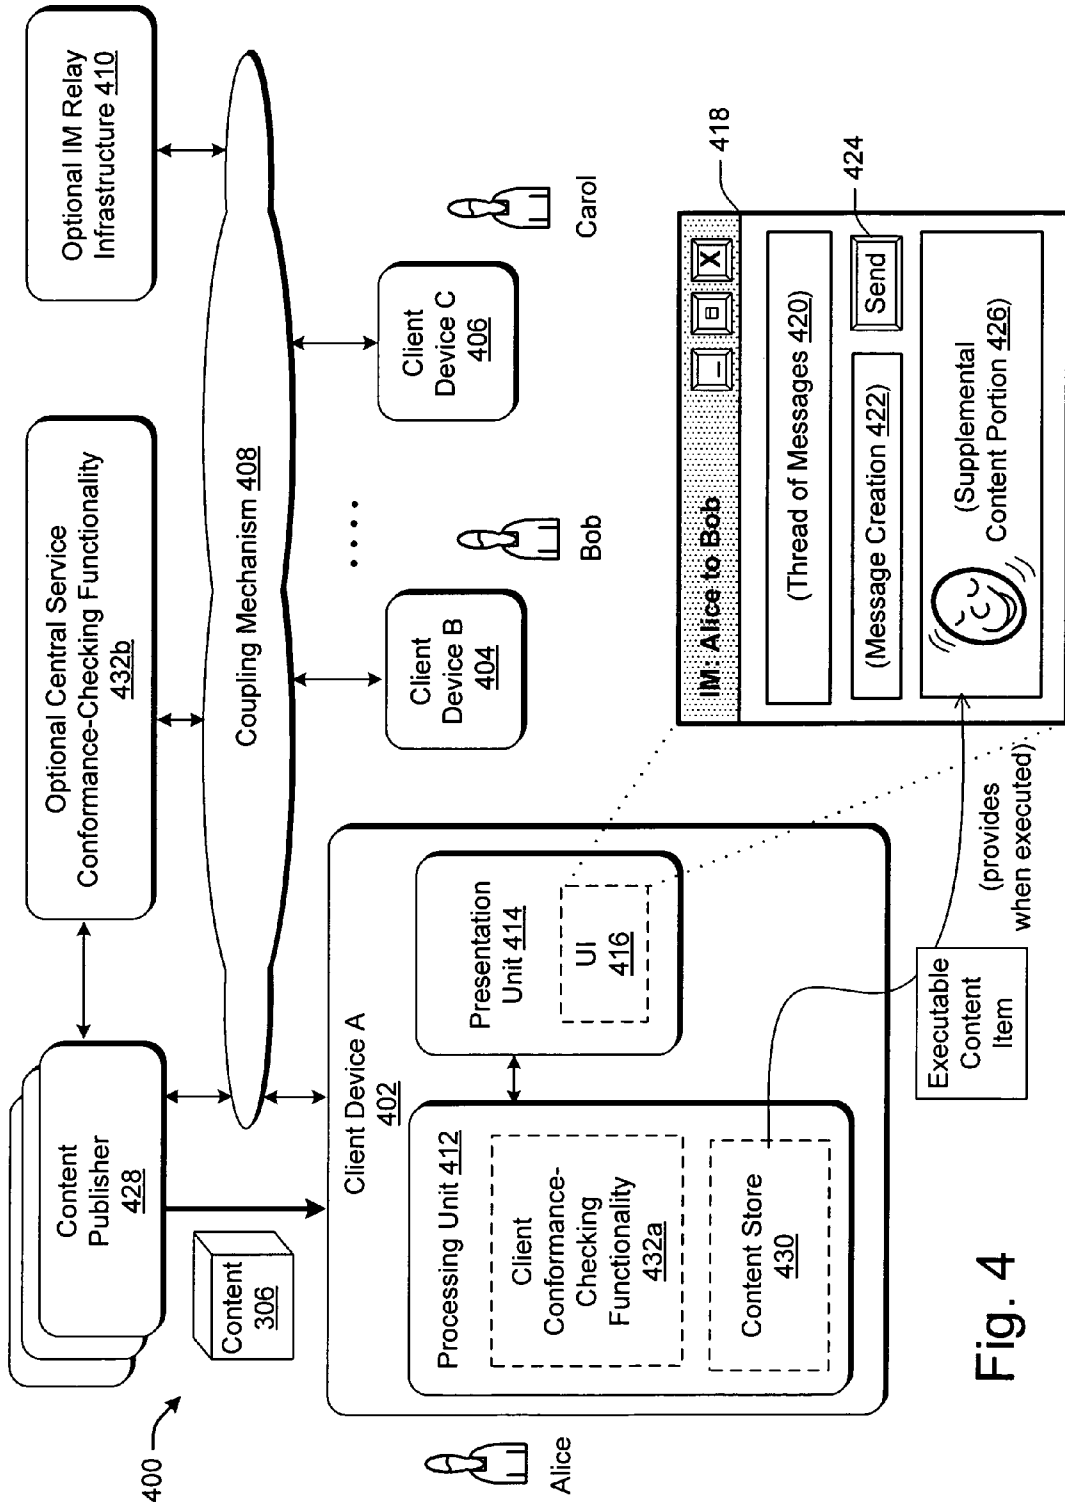 400
Content
Publisher
428
Optional Central Service
Conformance-Checking Functionality
432b
Optional IM Relay
Infrastructure 410
Content
306
Coupling Mechanism 408
Client Device A
402
Client
Device B
404
Client
Device C
406
Alice
Bob
Carol
Processing Unit 412
Client
Conformance-
Checking
Functionality
432a
Content Store
430
Presentation
Unit 414
UI
416
Executable
Content
Item
(provides
when executed)
IM: Alice to Bob
X
418
(Thread of Messages 420)
(Message Creation 422)
Send
424
(Supplemental
Content Portion 426)
Fig. 4